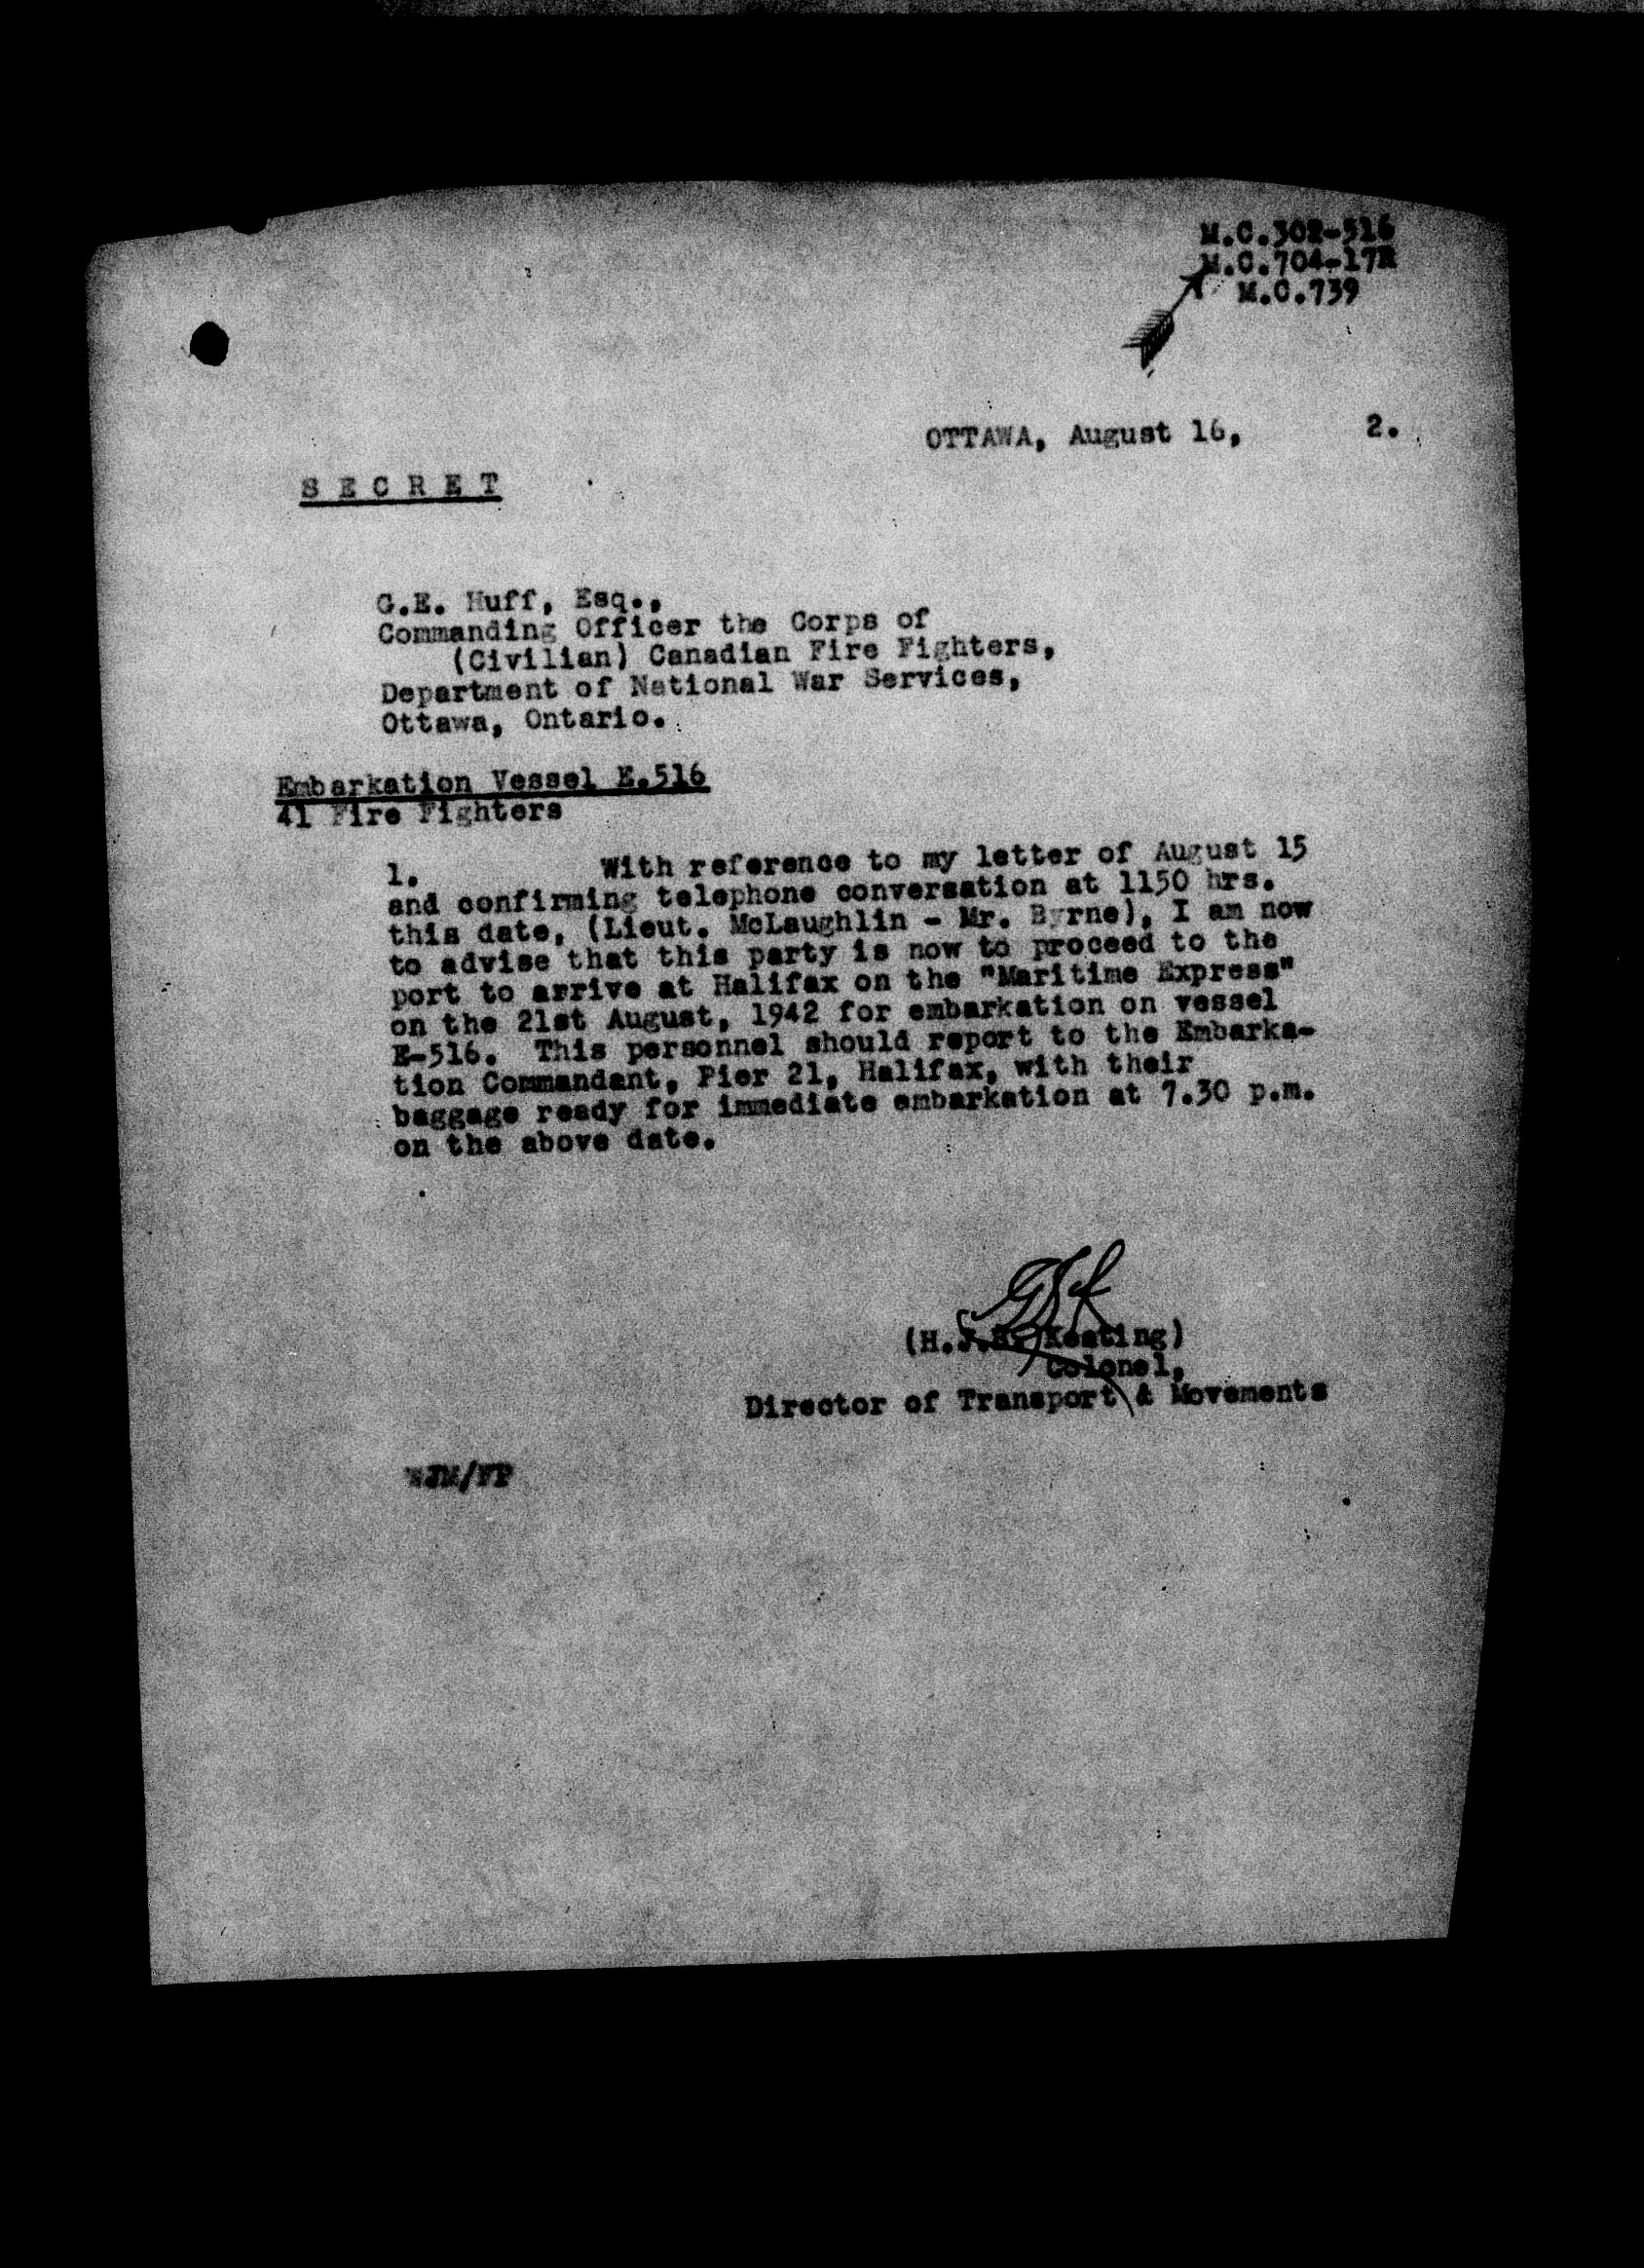 M.C.302-516
M.C.704-17R
M.C.739
OTTAWA, August 16, 2.
S E C R E T
G.E. Huff, Esq.,
Commanding Officer the Corps of
(Civilian) Canadian Fire Fighters,
Department of National War Services,
Ottawa, Ontario.
Embarkation Vessel E.516
41 Fire Fighters
1. With reference to my letter of August 15
and confirming telephone conversation at 1150 hrs.
this date, (Lieut. McLaughlin - Mr. Byrne), I am now
to advise that this party is now to proceed to the
port to arrive at Halifax on the "Maritime Express"
on the 21st August, 1942 for embarkation on vessel
E-516. This personnel should report to the Embarka-
tion Commandant, Pier 21, Halifax, with their
baggage ready for immediate embarkation at 7.30 p.m.
on the above date.
(H. Keating)
Colonel,
Director of Transport & Movements
WJM/FP